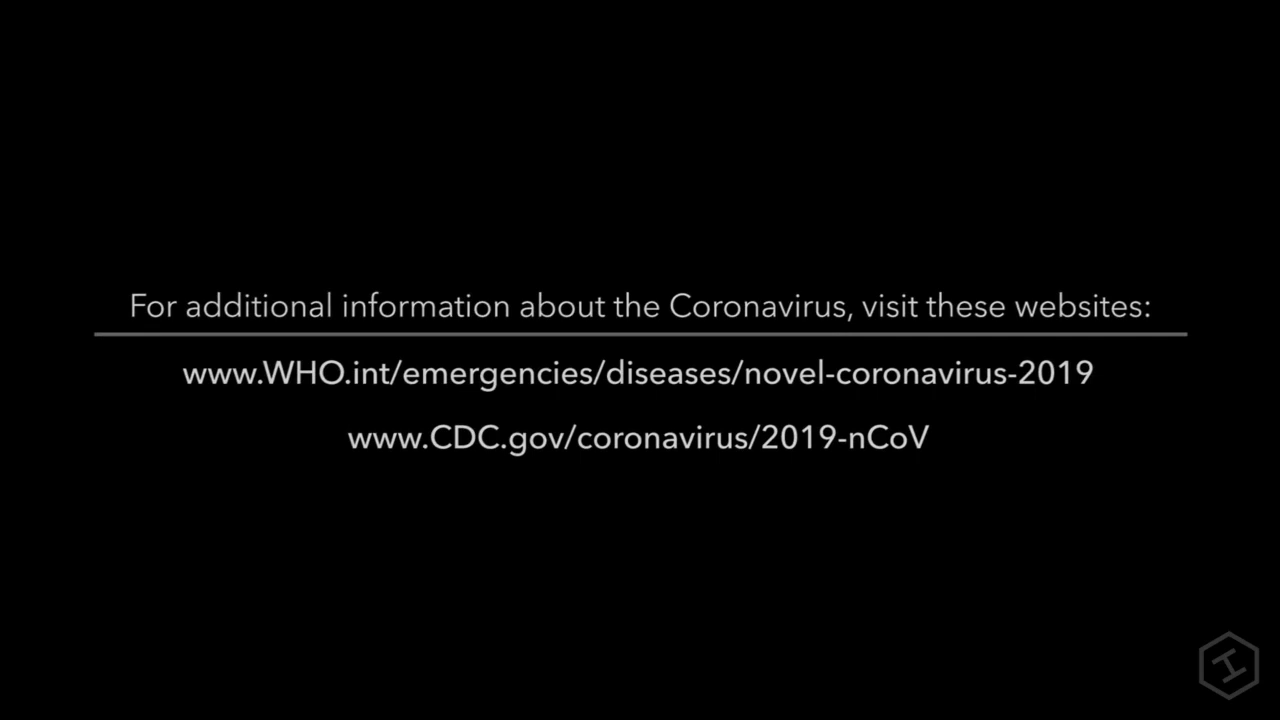 For additional information about the Coronavirus, visit these websites:
www.WHO.int/emergencies/diseases/novel-coronavirus-2019
www.CDC.gov/coronavirus/2019-nCoV